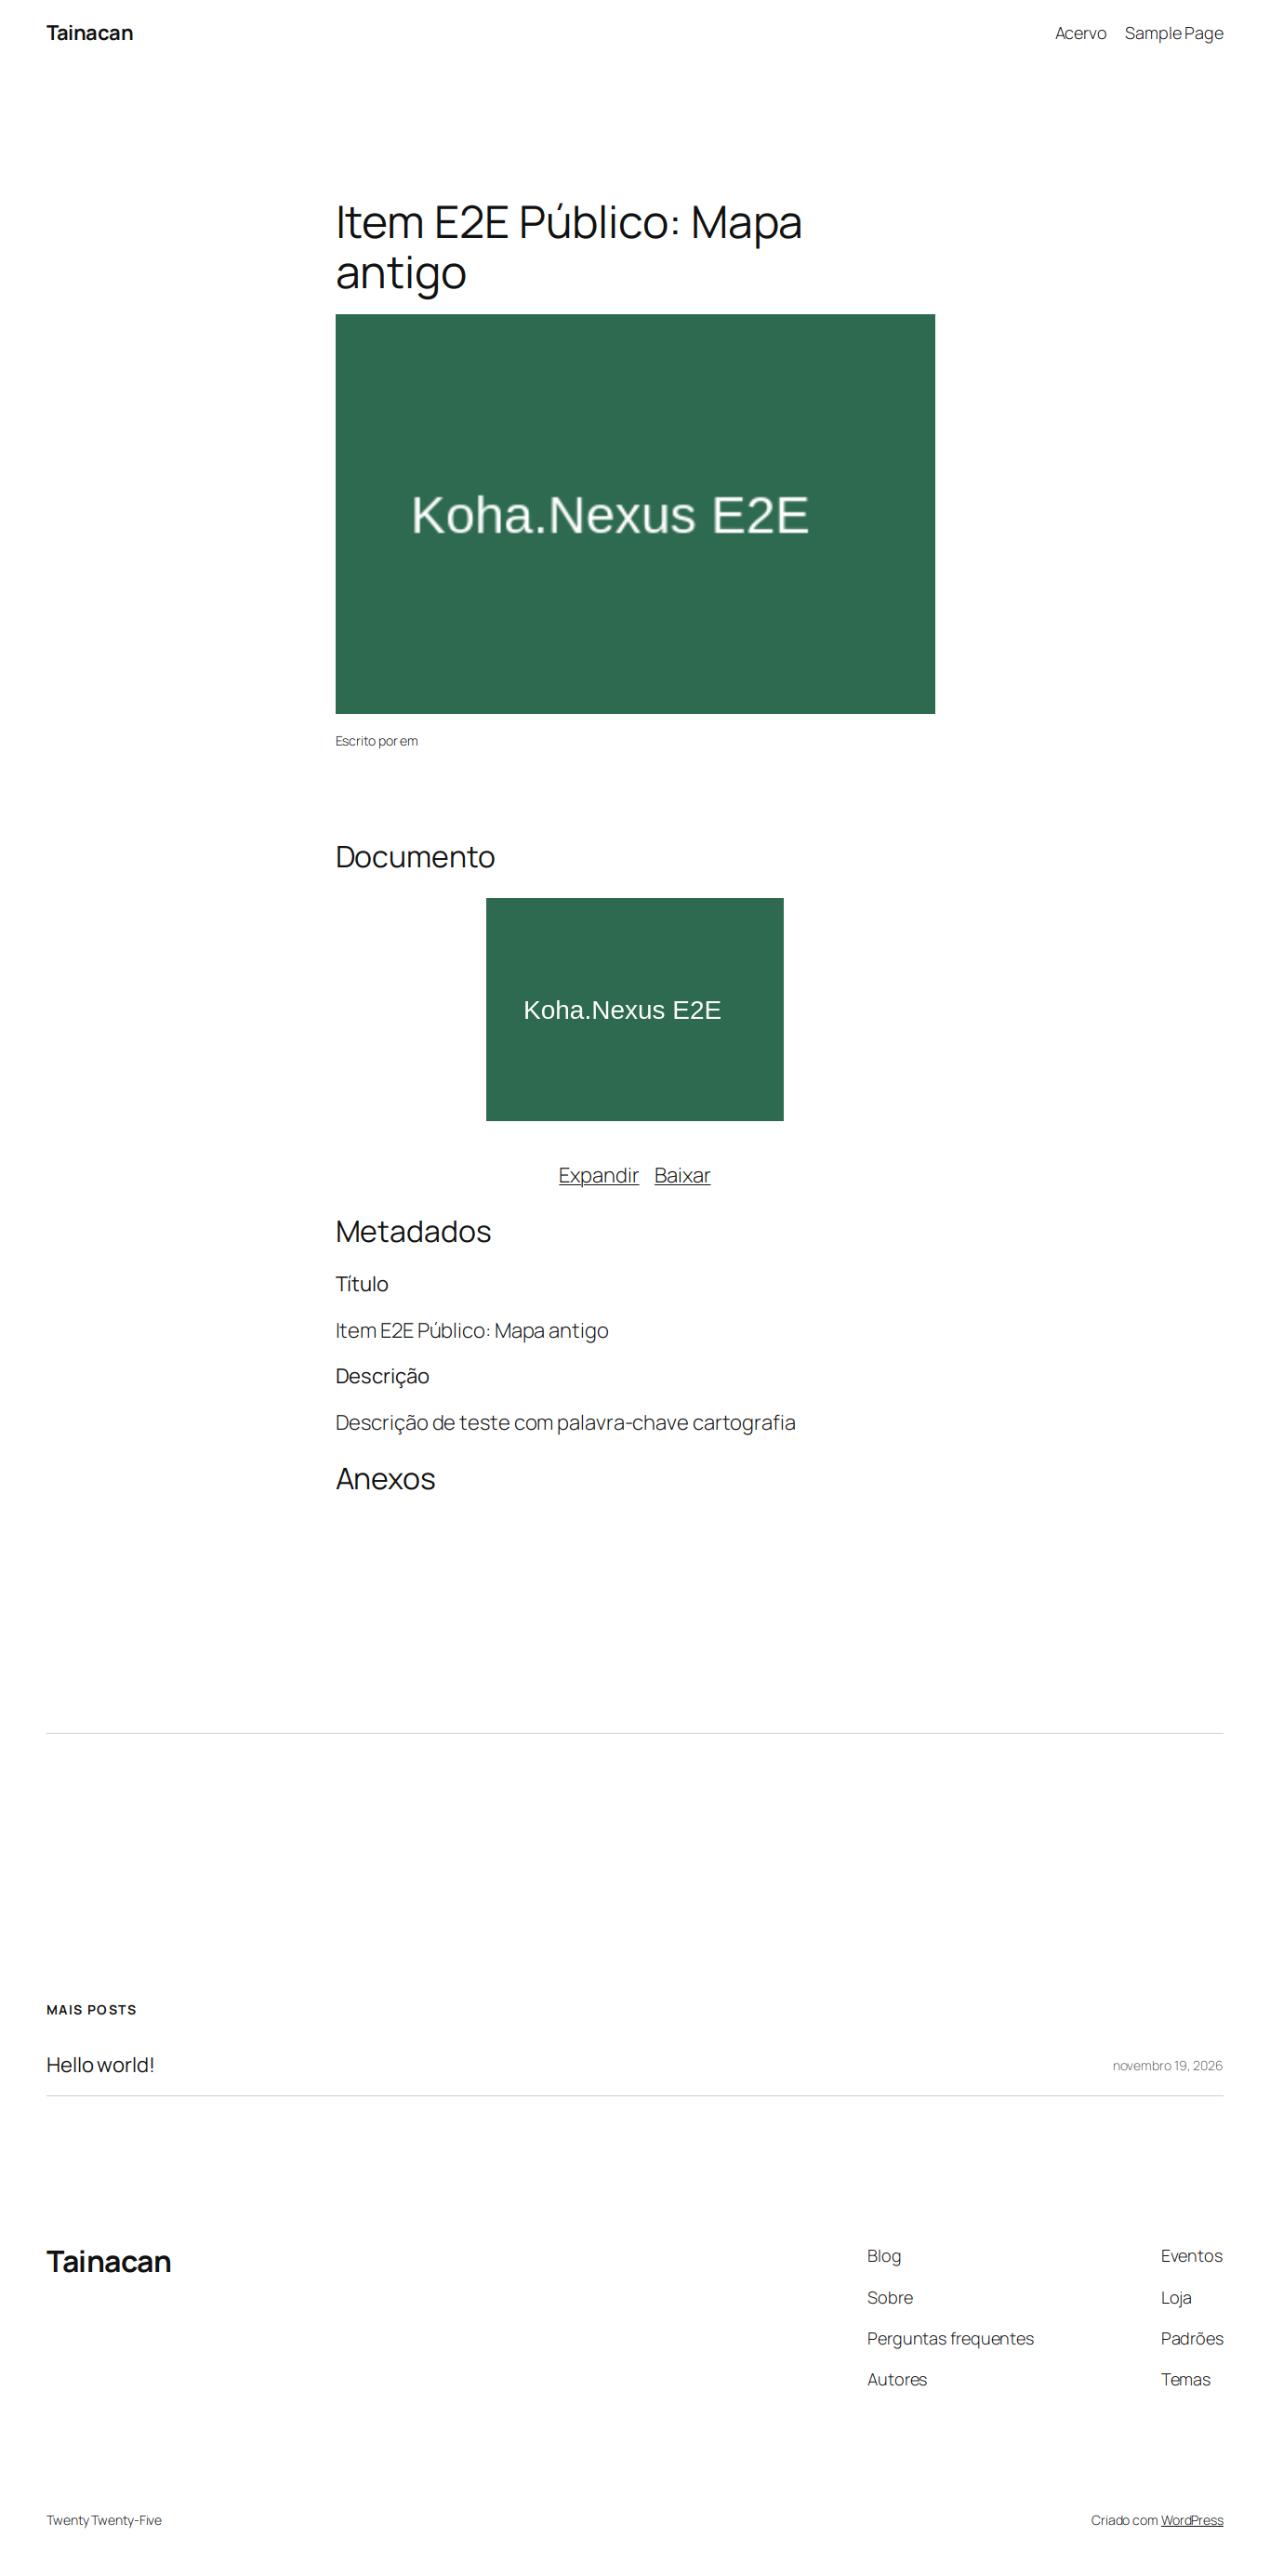 Tainacan
Acervo Sample Page
Item E2E Público: Mapa
antigo
Koha.Nexus E2E
Escrito por em
Documento
Koha.Nexus E2E
Expandir Baixar
Metadados
Título
Item E2E Público: Mapa antigo
Descrição
Descrição de teste com palavra-chave cartografia
Anexos
MAIS POSTS
Hello world!
novembro 19, 2026
Tainacan
Blog
Sobre
Perguntas frequentes
Autores
Eventos
Loja
Padrões
Temas
Twenty Twenty-Five
Criado com WordPress